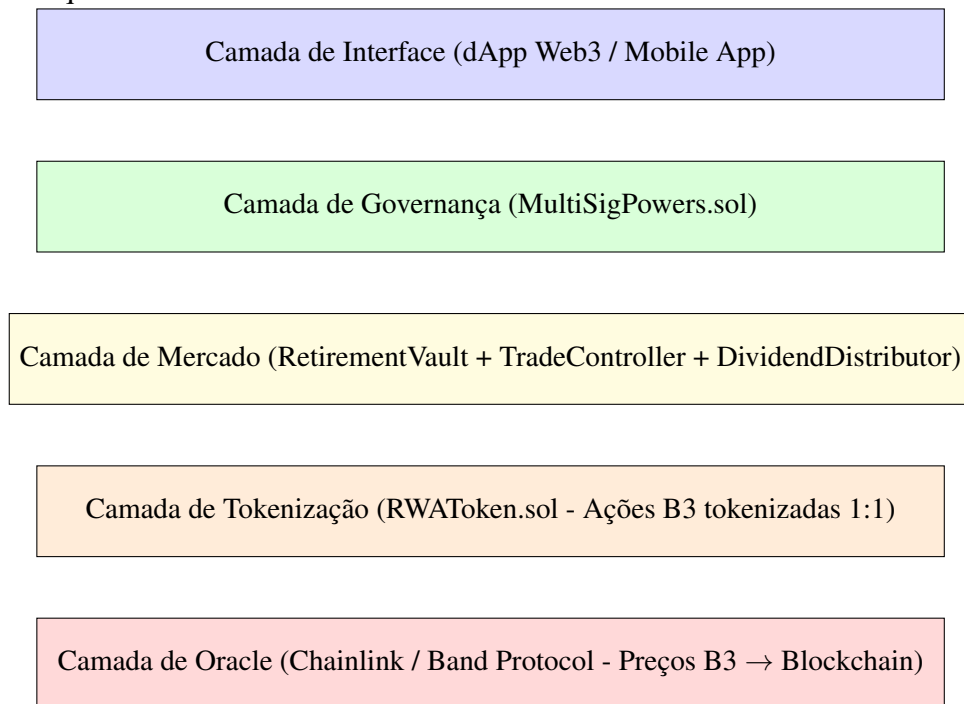 Camada de Interface (dApp Web3 / Mobile App)
Camada de Governança (MultiSigPowers.sol)
Camada de Mercado (RetirementVault + TradeController + DividendDistributor)
Camada de Tokenização (RWAToken.sol - Ações B3 tokenizadas 1:1)
Camada de Oracle (Chainlink / Band Protocol - Preços B3 → Blockchain)